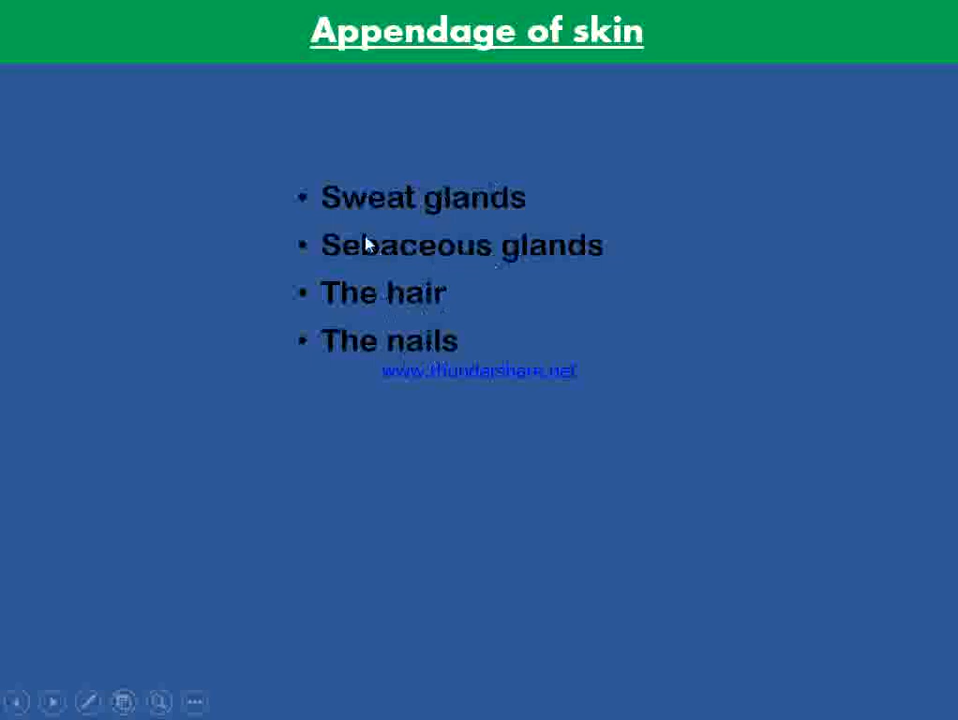 Appendage of skin
• Sweat glands
• Sebaceous glands
• The hair
• The nails
www.thundershare.net